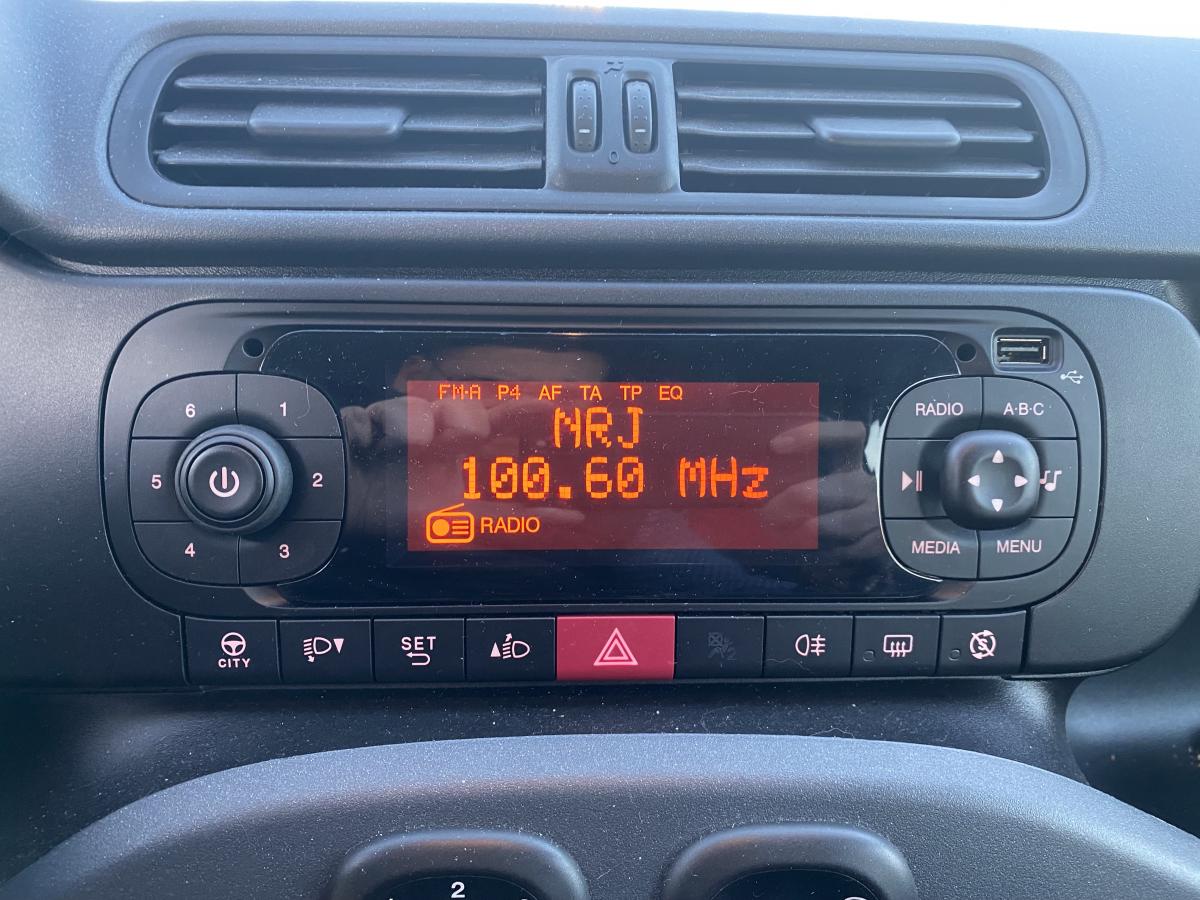 0
FM-A P4 AF TA TP EQ
NRJ
100.60 MHz
RADIO
6 1
5 2
4 3
RADIO A·B·C
MEDIA MENU
CITY
SET
2